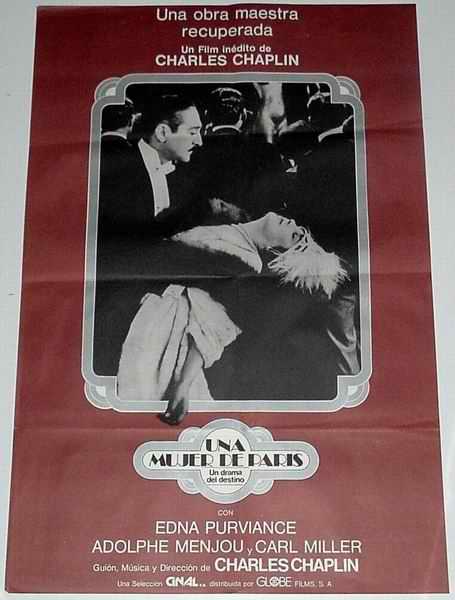 Una obra maestra
recuperada
Un Film inédito de
CHARLES CHAPLIN
UNA
MUJER DE PARIS
Un drama
del destino
CON
EDNA PURVIANCE
ADOLPHE MENJOU y CARL MILLER
Guión, Música y Dirección de CHARLES CHAPLIN
Una Selección CINAL.. distribuida por GLOBE FILMS, S. A.